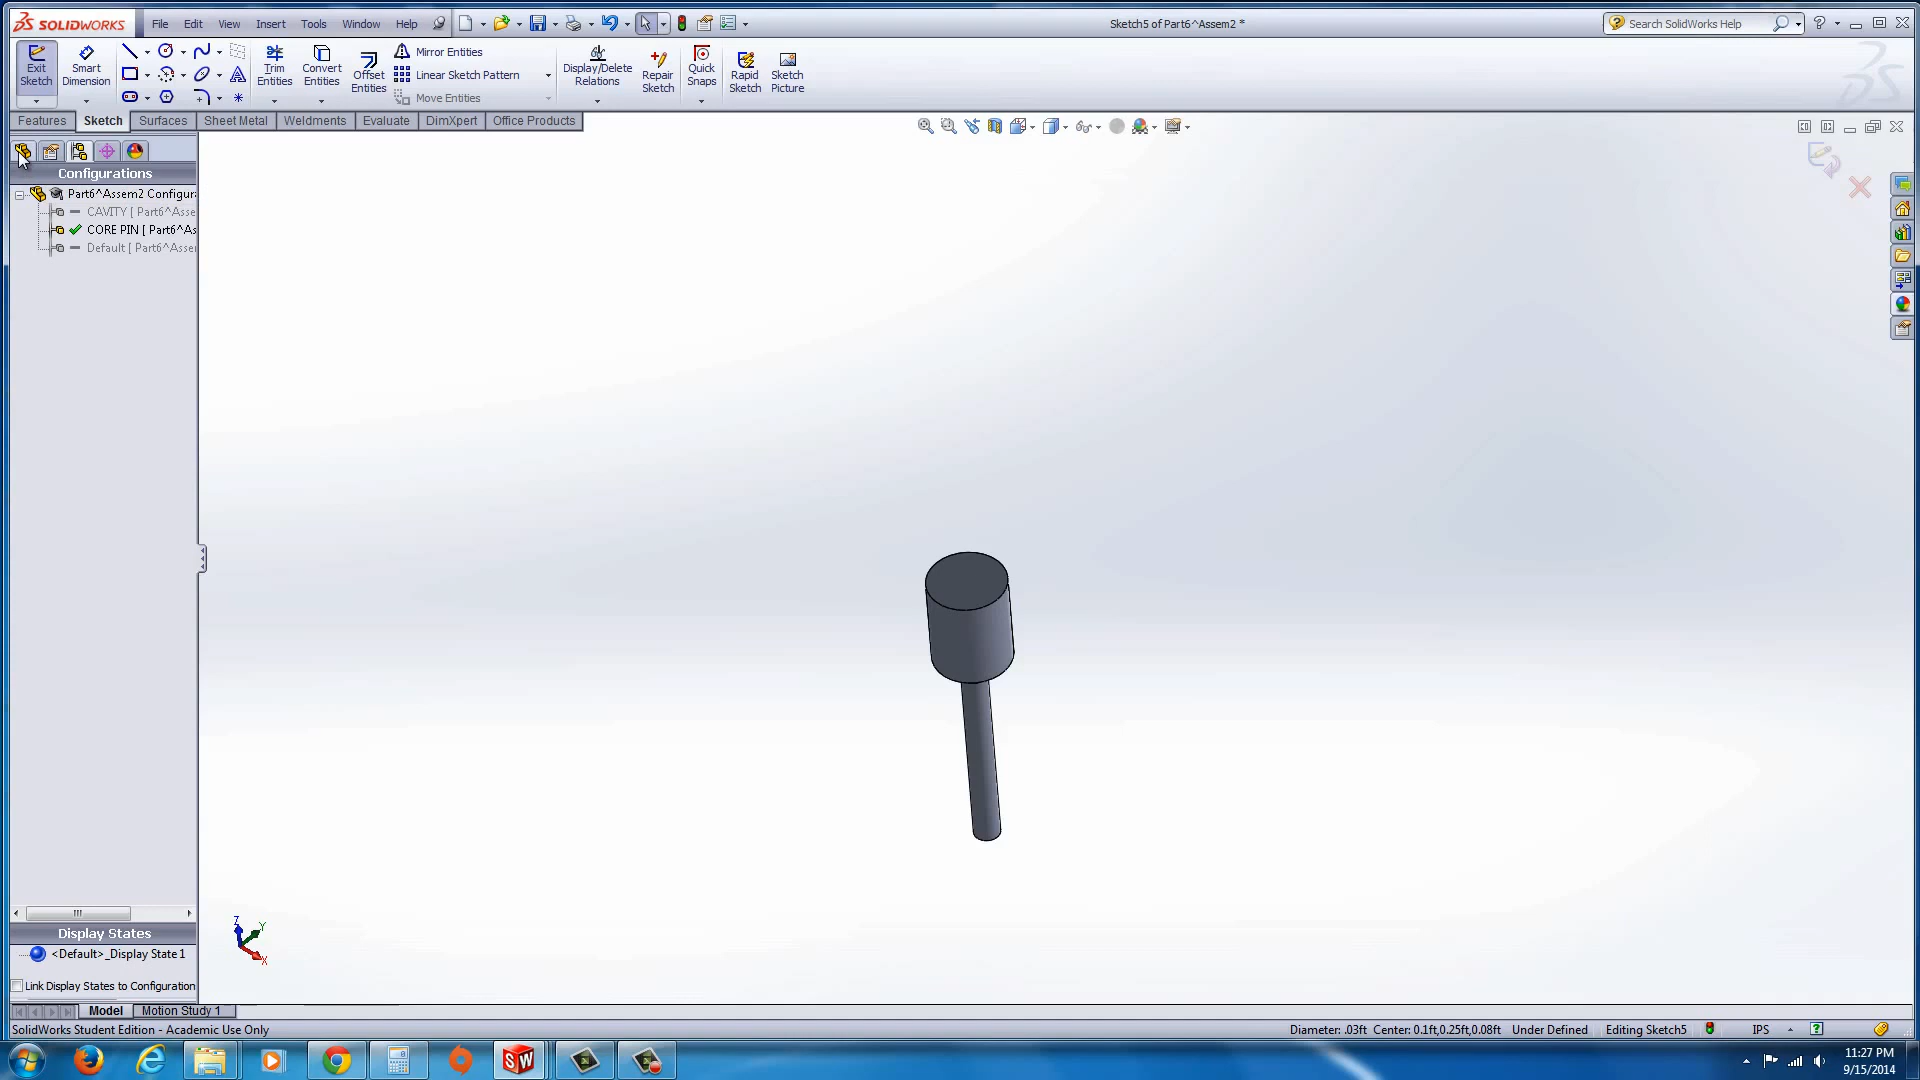 SOLIDWORKS File Edit View Insert Tools Window Help Sketch5 of Part6^Assem2 * Search SolidWorks Help
Exit Sketch
Smart Dimension
Trim Entities
Convert Entities
Offset Entities
Mirror Entities
Linear Sketch Pattern
Move Entities
Display/Delete Relations
Repair Sketch
Quick Snaps
Rapid Sketch
Sketch Picture
Features Sketch Surfaces Sheet Metal Weldments Evaluate DimXpert Office Products
Configurations
Part6^Assem2 Configura
CAVITY [ Part6^Asse
CORE PIN [ Part6^As
Default [ Part6^Asse
Z
Y
X
Display States
<Default>_Display State 1
Link Display States to Configuration
Model Motion Study 1
SolidWorks Student Edition - Academic Use Only Diameter: .03ft Center: 0.1ft,0.25ft,0.08ft Under Defined Editing Sketch5 IPS
SW
11:27 PM
9/15/2014